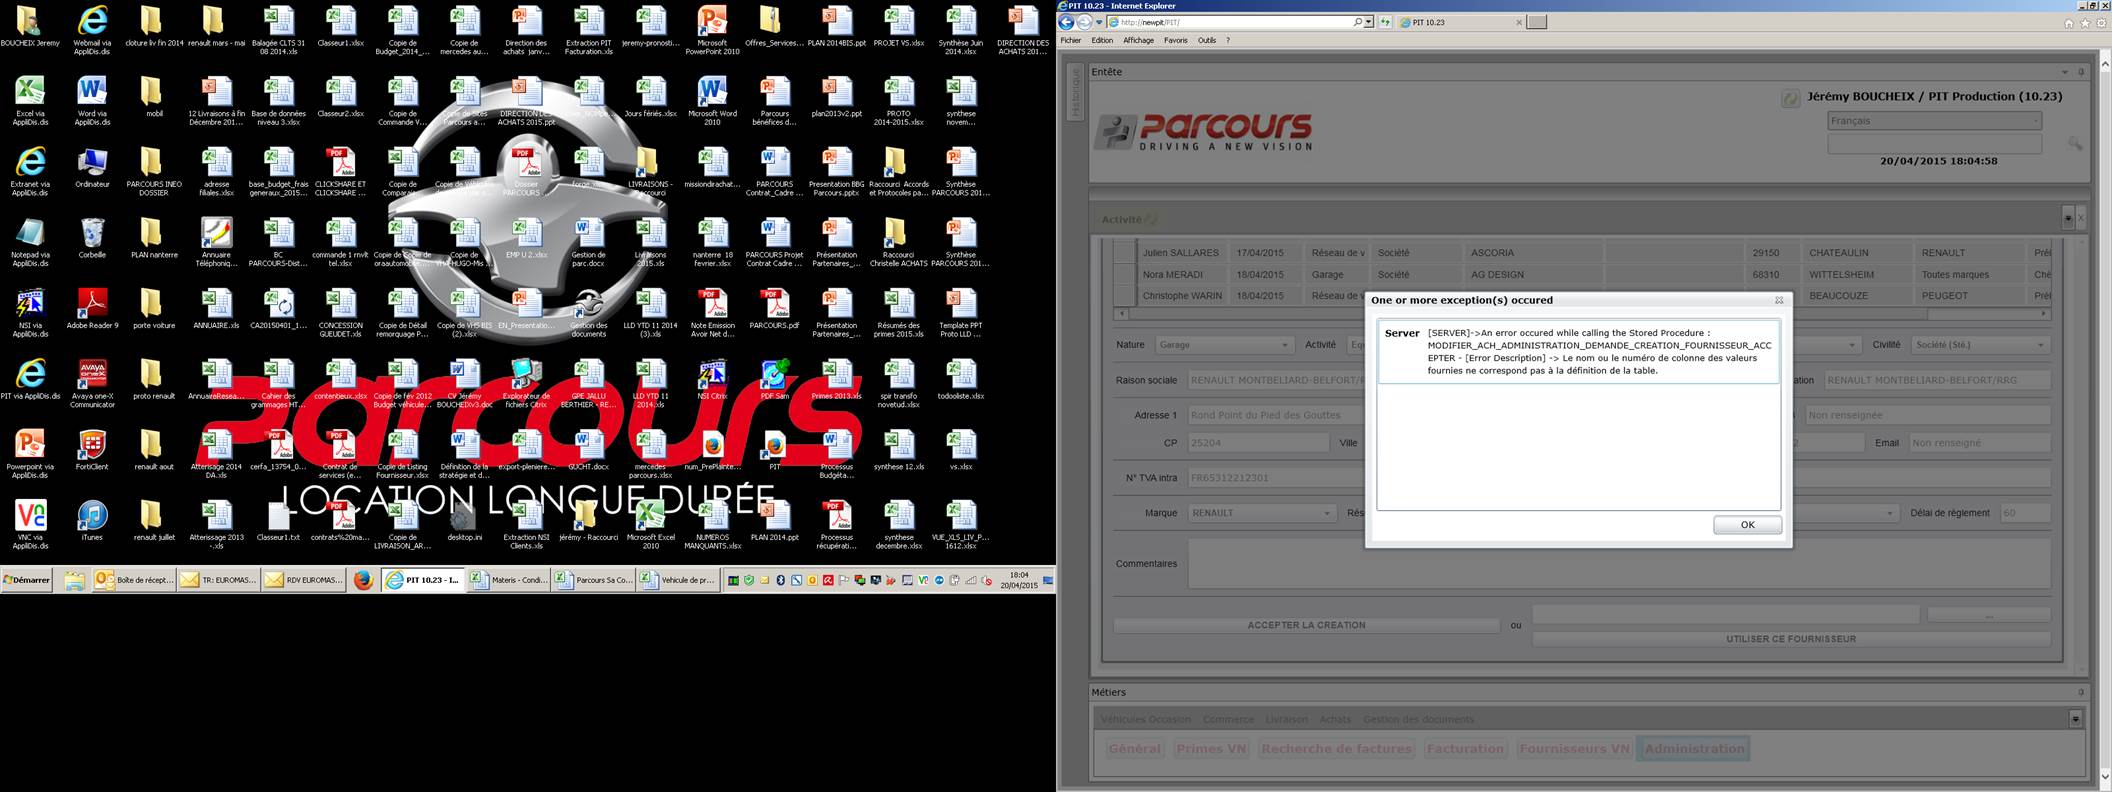 BOUCHEIX Jeremy
Webmail via AppliDis.dis
cloture liv fin 2014
renault mars - mai
Balagée CLTS 31 08 2014.xls
Classeur1.xlsx
Copie de Budget_2014_...
Copie de mercedes au...
Direction des achats janv...
Extraction PIT Facturation.xls
jeremy-pronosti...
Microsoft PowerPoint 2010
Offres_Services...
PLAN 2014BIS.ppt
PROJET V5.xlsx
Synthèse Juin 2014.xlsx
DIRECTION DES ACHATS 201...
Excel via AppliDis.dis
Word via AppliDis.dis
mobil
12 Livraisons à fin Décembre 201...
Base de données niveau 3.xlsx
Classeur2.xlsx
Copie de Commande V...
Copie de Sites Parcours a...
DIRECTION DES ACHATS 2015.ppt
Jours fériés.xlsx
Microsoft Word 2010
Parcours bénéfices d...
plan2013v2.ppt
PROTO 2014-2015.xlsx
synthese novem...
Extranet via AppliDis.dis
Ordinateur
PARCOURS INEO DOSSIER
adresse filiales.xlsx
base_budget_frais generaux_2015...
CLICKSHARE ET CLICKSHARE ...
Copie de Comparais...
Dossier PARCOURS ...
LIVRAISONS - Raccourci
missiondrachat...
PARCOURS Contrat_Cadre ...
Presentation BBG Parcours.pptx
Raccourci Accords et Protocoles pa...
Synthèse PARCOURS 201...
Notepad via AppliDis.dis
Corbeille
PLAN nanterre
Annuaire Téléphoniq...
BC PARCOURS-Dist...
commande 1 rnvlt tel.xlsx
EMP U 2.xlsx
Gestion de parc.docx
Livraisons 2015.xls
nanterre 18 fevrier.xlsx
PARCOURS Projet Contrat Cadre ...
Présentation Partenaires_...
Raccourci Christelle ACHATS
Synthèse PARCOURS 201...
NSI via AppliDis.dis
Adobe Reader 9
porte voiture
ANNUAIRE.xls
CA20150401_1...
CONCESSION GUEUDET.xls
Copie de Détail remorquage P...
Copie de VHS BIS (2).xlsx
EN_Presentatio...
Gestion des documents
LLD YTD 11 2014 (3).xls
Note Emission Avoir Net d...
PARCOURS.pdf
Présentation Partenaires_...
Résumés des primes 2015.xls
Template PPT Proto LLD ...
PIT via AppliDis.dis
Avaya one-X Communicator
proto renault
AnnuaireResea...
Cahier des grammages HT...
contentieux.xlsx
Copie de fév 2012 Budget véhicule...
CV Jérémy BOUCHEIXv3.doc
Explorateur de fichiers Citrix
GPE JALLU BERTHIER - RE...
LLD YTD 11 2014.xls
NSI Citrix
PDF Sam
Primes 2013.xls
spir transfo novetud.xls
todooliste.xlsx
Powerpoint via AppliDis.dis
FortiClient
renault aout
Atterisage 2014 DA.xls
cerfa_13754_0...
Contrat de services (e...
Copie de Listing Fournisseur.xlsx
Définition de la stratégie et d...
export-pleniere...
GUCHT.docx
mercedes parcours.xlsx
num_PrePlainte...
PIT
Processus Budgéta...
synthese 12.xls
vs.xlsx
VNC via AppliDis.dis
iTunes
renault juillet
Atterisage 2013 -.xls
Classeur1.txt
contrats%20ma...
Copie de LIVRAISON_AR...
desktop.ini
Extraction NSI Clients.xls
jérémy - Raccourci
Microsoft Excel 2010
NUMEROS MANQUANTS.xlsx
PLAN 2014.ppt
Processus récupérati...
synthese decembre.xlsx
VUE_XLS_LIV_P... 1612.xlsx
Parcours
LOCATION LONGUE DURÉE
Démarrer
Boîte de récept...
TR: EUROMAS...
RDV EUROMAS...
PIT 10.23 - I...
Materis - Condi...
Parcours Sa Co...
Vehicule de pr...
18:04
20/04/2015
PIT 10.23 - Internet Explorer
http://newpit/PIT/
PIT 10.23
Fichier Edition Affichage Favoris Outils ?
Historique
Entête
Jérémy BOUCHEIX / PIT Production (10.23)
Français
20/04/2015 18:04:58
Parcours
DRIVING A NEW VISION
Activité
Julien SALLARES 17/04/2015 Réseau de v Société ASCORIA 29150 CHATEAULIN RENAULT Pré
Nora MERADI 18/04/2015 Garage Société AG DESIGN 68310 WITTELSHEIM Toutes marques Ché
Christophe WARIN 18/04/2015 Réseau de BEAUCOUZE PEUGEOT Pré
One or more exception(s) occured
Server [SERVER]->An error occured while calling the Stored Procedure :
MODIFIER_ACH_ADMINISTRATION_DEMANDE_CREATION_FOURNISSEUR_ACC
EPTER - [Error Description] -> Le nom ou le numéro de colonne des valeurs
fournies ne correspond pas à la définition de la table.
OK
Nature Garage Activité Civilité Société (Sté.)
Raison sociale RENAULT MONTBELIARD-BELFORT/R RENAULT MONTBELIARD-BELFORT/RRG
Adresse 1 Rond Point du Pied des Gouttes Non renseignée
CP 25204 Ville Email Non renseigné
N° TVA intra FR65312212301
Marque RENAULT Délai de règlement 60
Commentaires
ACCEPTER LA CREATION
ou
...
UTILISER CE FOURNISSEUR
Métiers
Véhicules Occasion Commerce Livraison Achats Gestion des documents
Général Primes VN Recherche de factures Facturation Fournisseurs VN Administration